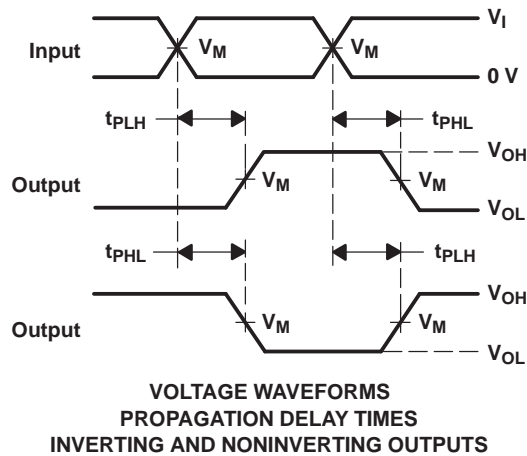 VI
Input VM VM
0 V
tPLH tPHL
VOH
Output VM VM
VOL
tPHL tPLH
VOH
Output VM VM
VOL
VOLTAGE WAVEFORMS
PROPAGATION DELAY TIMES
INVERTING AND NONINVERTING OUTPUTS